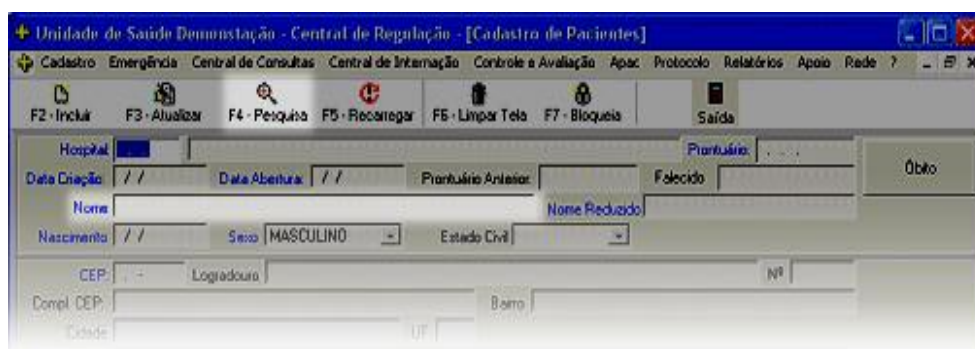 Unidade de Saúde Demonstação - Central de Regulação - [Cadastro de Pacientes]
Cadastro Emergência Central de Consultas Central de Internação Controle e Avaliação Apac Protocolo Relatórios Apoio Rede ?
F2 - Incluir F3 - Atualizar F4 - Pesquisa F5 - Recarregar F6 - Limpar Tela F7 - Bloqueia Saída
Hospital Prontuário: Óbito
Data Criação: / / Data Abertura: / / Prontuário Anterior: Falecido
Nome Nome Reduzido
Nascimento / / Sexo MASCULINO Estado Civil
CEP: . - Logradouro Nº
Compl. CEP: Bairro
Cidade UF